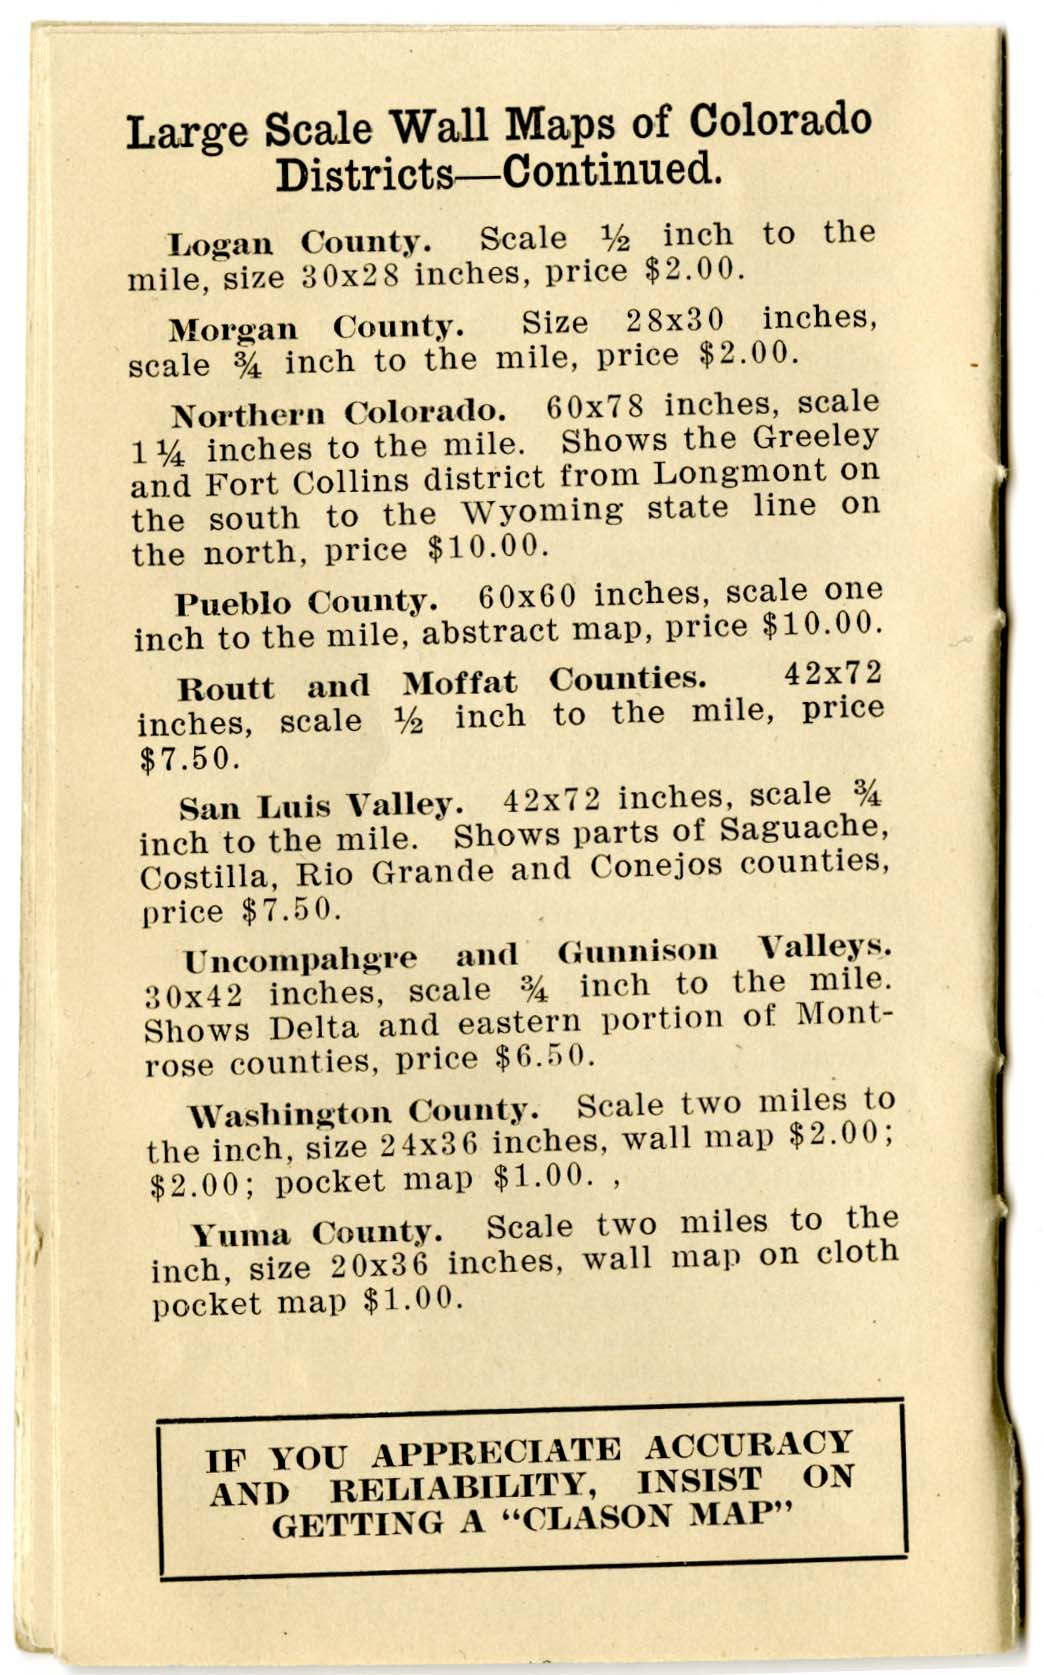 Large Scale Wall Maps of Colorado
Districts—Continued.
Logan County. Scale ½ inch to the
mile, size 30x28 inches, price $2.00.
Morgan County. Size 28x30 inches,
scale ¾ inch to the mile, price $2.00.
Northern Colorado. 60x78 inches, scale
1¼ inches to the mile. Shows the Greeley
and Fort Collins district from Longmont on
the south to the Wyoming state line on
the north, price $10.00.
Pueblo County. 60x60 inches, scale one
inch to the mile, abstract map, price $10.00.
Routt and Moffat Counties. 42x72
inches, scale ½ inch to the mile, price
$7.50.
San Luis Valley. 42x72 inches, scale ¾
inch to the mile. Shows parts of Saguache,
Costilla, Rio Grande and Conejos counties,
price $7.50.
Uncompahgre and Gunnison Valleys.
30x42 inches, scale ¾ inch to the mile.
Shows Delta and eastern portion of Mont-
rose counties, price $6.50.
Washington County. Scale two miles to
the inch, size 24x36 inches, wall map $2.00;
$2.00; pocket map $1.00. ,
Yuma County. Scale two miles to the
inch, size 20x36 inches, wall map on cloth
pocket map $1.00.
IF YOU APPRECIATE ACCURACY
AND RELIABILITY, INSIST ON
GETTING A “CLASON MAP”